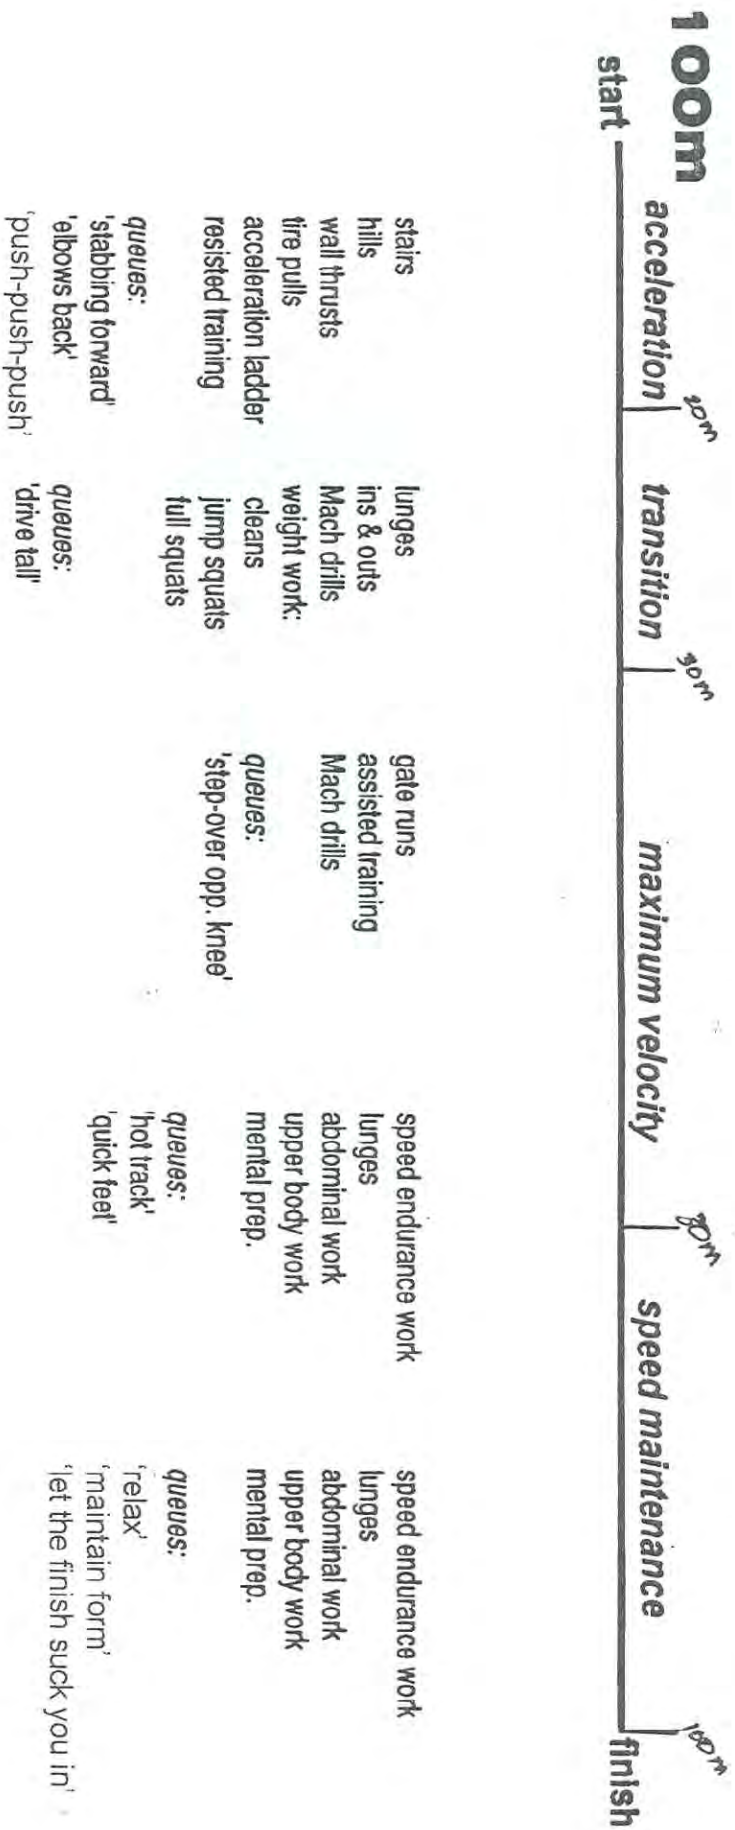 100m
acceleration
20m
transition
30m
maximum velocity
80m
speed maintenance
100m
start
finish
stairs
hills
wall thrusts
tire pulls
acceleration ladder
resisted training
queues:
'stabbing forward'
'elbows back'
'push-push-push'
lunges
ins & outs
Mach drills
weight work:
cleans
jump squats
full squats
queues:
'drive tall'
gate runs
assisted training
Mach drills
queues:
'step-over opp. knee'
speed endurance work
lunges
abdominal work
upper body work
mental prep.
queues:
'hot track'
'quick feet'
speed endurance work
lunges
abdominal work
upper body work
mental prep.
queues:
'relax'
'maintain form'
'let the finish suck you in'